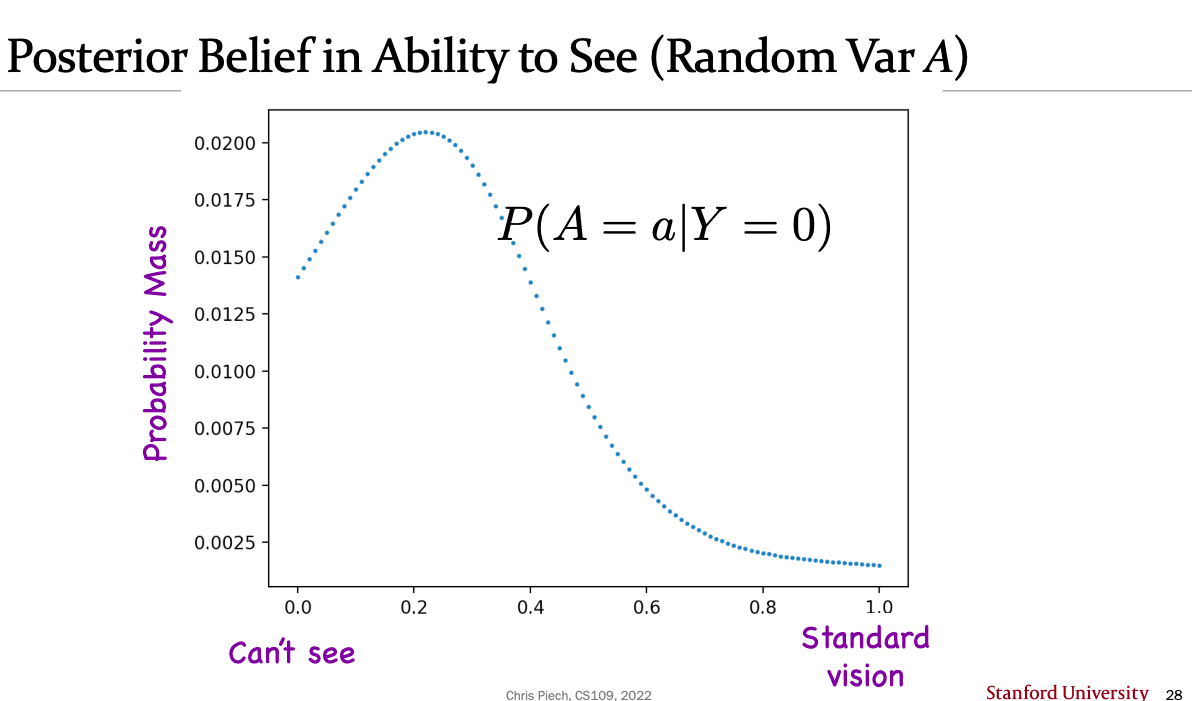 Posterior Belief in Ability to See (Random Var A)
0.0200
0.0175
0.0150
0.0125
0.0100
0.0075
0.0050
0.0025
Probability Mass
P(A = a|Y = 0)
0.0 0.2 0.4 0.6 0.8 1.0
Can't see
Standard
vision
Chris Piech, CS109, 2022
Stanford University 28